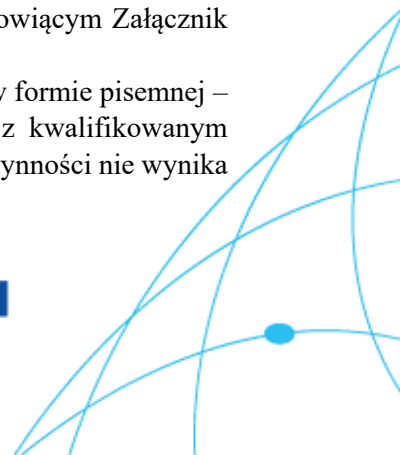 owiącym Załącznik
formie pisemnej –
z kwalifikowanym
ynności nie wynika